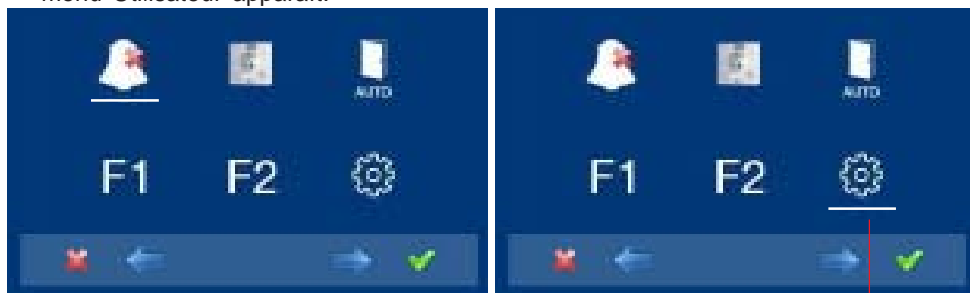 menu Utilisateur apparaît.
AUTO AUTO
F1 F2 F1 F2